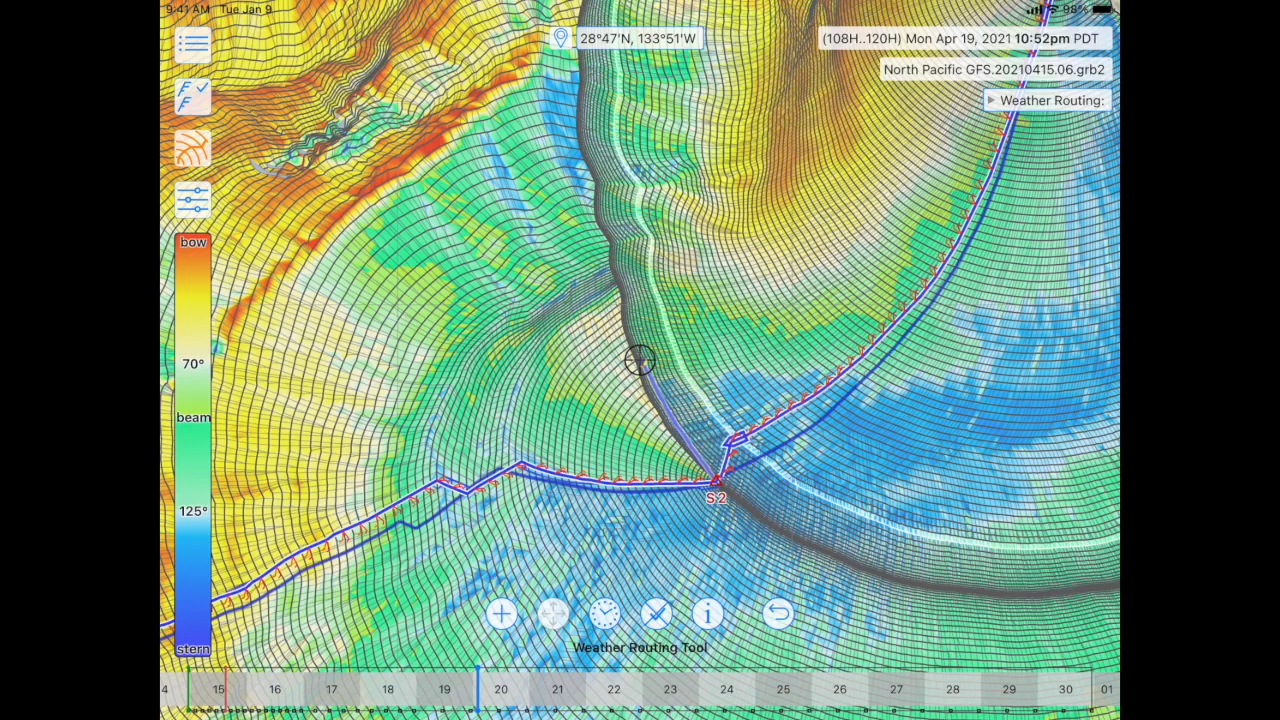 9:41 AM Tue Jan 9
98%
28°47'N, 133°51'W
(108H..120H) Mon Apr 19, 2021 10:52pm PDT
North Pacific GFS.20210415.06.grb2
▶ Weather Routing:
bow
70°
beam
125°
stern
S2
Weather Routing Tool
4 15 16 17 18 19 20 21 22 23 24 25 26 27 28 29 30 01